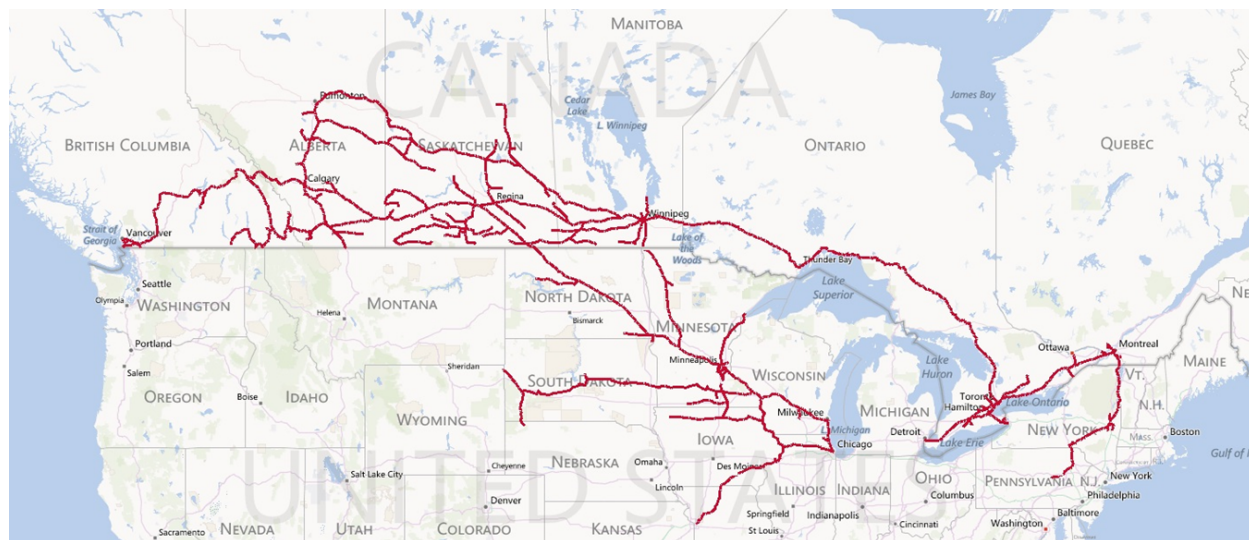 MANITOBA
CANADA
James Bay
Edmonton
Cedar
Lake
L. Winnipeg
BRITISH COLUMBIA
ALBERTA
SASKATCHEWAN
ONTARIO
QUEBEC
Calgary
Regina
Winnipeg
Strait of
Georgia
Vancouver
Lake of
the
Woods
Thunder Bay
Lake
Superior
Seattle
Olympia
WASHINGTON
MONTANA
NORTH DAKOTA
Helena
Bismarck
MINNESOTA
Ottawa
Montreal
MAINE
Portland
Salem
Minneapolis
Lake
Huron
VT.
Sheridan
SOUTH DAKOTA
WISCONSIN
OREGON
Boise
IDAHO
Toronto
Hamilton
Lake Ontario
N.H.
WYOMING
Milwaukee
MICHIGAN
NEW YORK
Detroit
L. Michigan
Mass
Boston
IOWA
Chicago
Lake Erie
Gulf of
UNITED STATES
Salt Lake City
Cheyenne
NEBRASKA
Omaha
Des Moines
Lincoln
ILLINOIS
INDIANA
OHIO
PENNSYLVANIA
N.J.
New York
Denver
Columbus
Philadelphia
Springfield
Indianapolis
Baltimore
Sacramento
NEVADA
UTAH
COLORADO
KANSAS
St Louis
Cincinnati
Washington